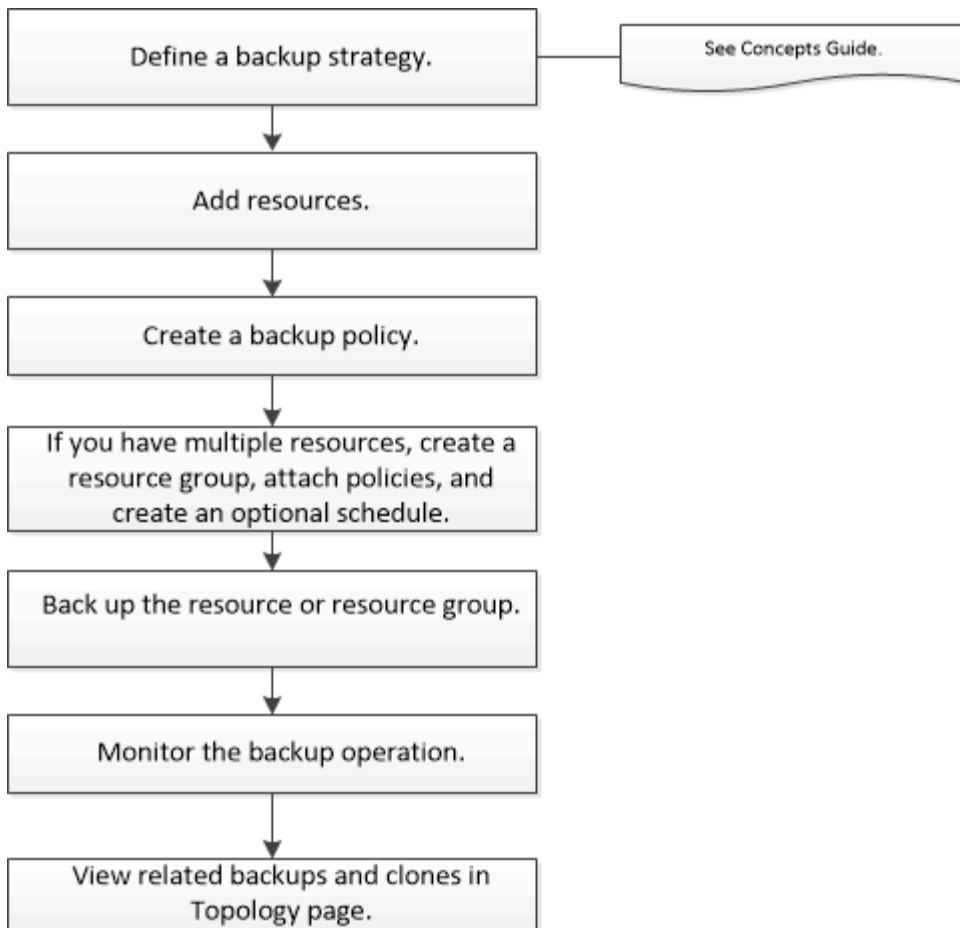 Define a backup strategy.
See Concepts Guide.
Add resources.
Create a backup policy.
If you have multiple resources, create a
resource group, attach policies, and
create an optional schedule.
Back up the resource or resource group.
Monitor the backup operation.
View related backups and clones in
Topology page.